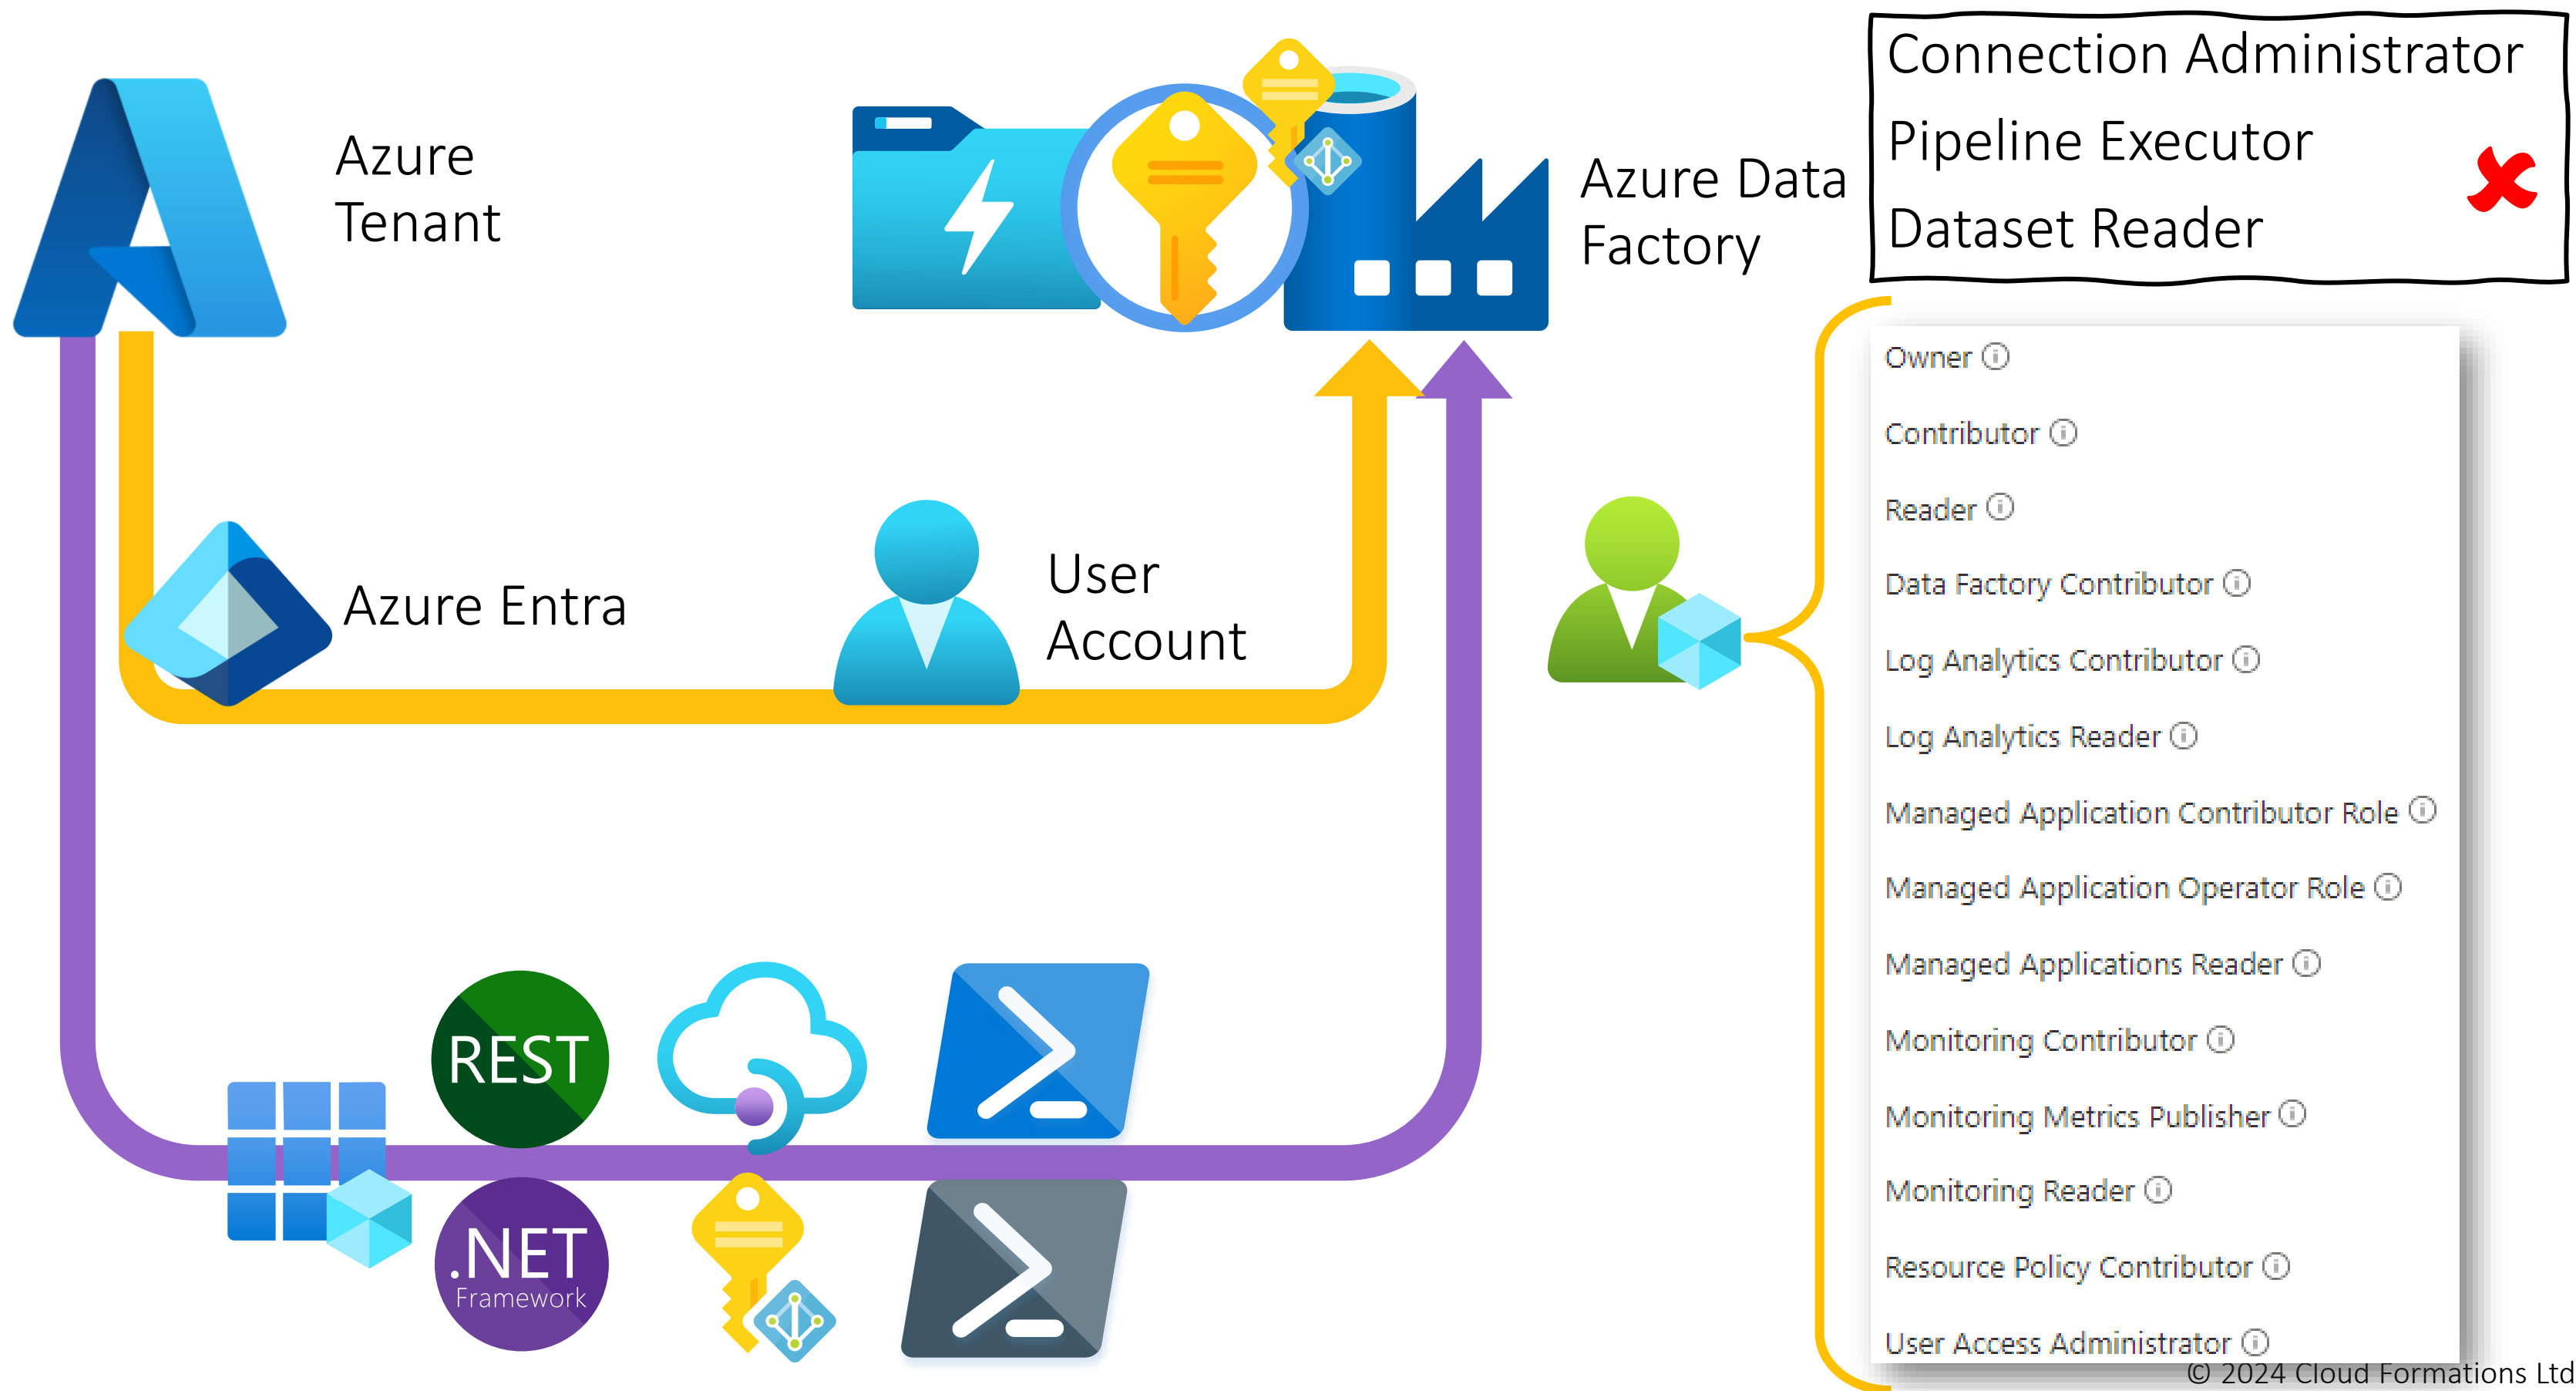 Azure
Tenant
Azure Data
Factory
Connection Administrator
Pipeline Executor
Dataset Reader
Azure Entra
User
Account
Owner
Contributor
Reader
Data Factory Contributor
Log Analytics Contributor
Log Analytics Reader
Managed Application Contributor Role
Managed Application Operator Role
Managed Applications Reader
Monitoring Contributor
Monitoring Metrics Publisher
Monitoring Reader
Resource Policy Contributor
User Access Administrator
REST
.NET
Framework
© 2024 Cloud Formations Ltd